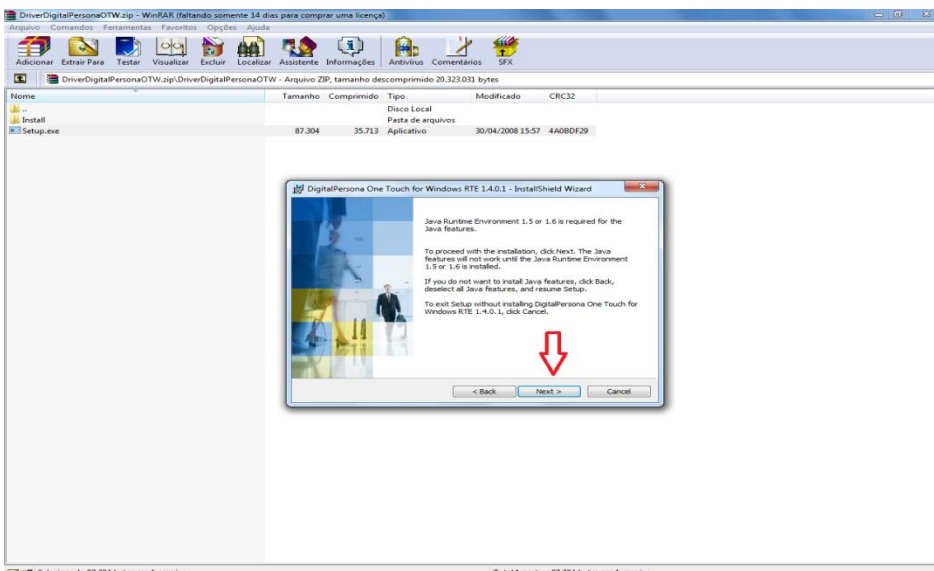 DriverDigitalPersonaOTW.zip - WinRAR (faltando somente 14 dias para comprar uma licença)
Arquivo Comandos Ferramentas Favoritos Opções Ajuda
Adicionar Extrair Para Testar Visualizar Excluir Localizar Assistente Informações Antivírus Comentários SFX
DriverDigitalPersonaOTW.zip\DriverDigitalPersonaOTW - Arquivo ZIP, tamanho descomprimido 20.323.031 bytes
Nome Tamanho Comprimido Tipo Modificado CRC32
.. Disco Local
Install Pasta de arquivos
Setup.exe 87.304 35.713 Aplicativo 30/04/2008 15:57 4A0BDF29
DigitalPersona One Touch for Windows RTE 1.4.0.1 - InstallShield Wizard
Java Runtime Environment 1.5 or 1.6 is required for the
Java features.
To proceed with the installation, click Next. The Java
features will not work until the Java Runtime Environment
1.5 or 1.6 is installed.
If you do not want to install Java features, click Back,
deselect all Java features, and resume Setup.
To exit Setup without installing DigitalPersona One Touch for
Windows RTE 1.4.0.1, click Cancel.
< Back Next > Cancel